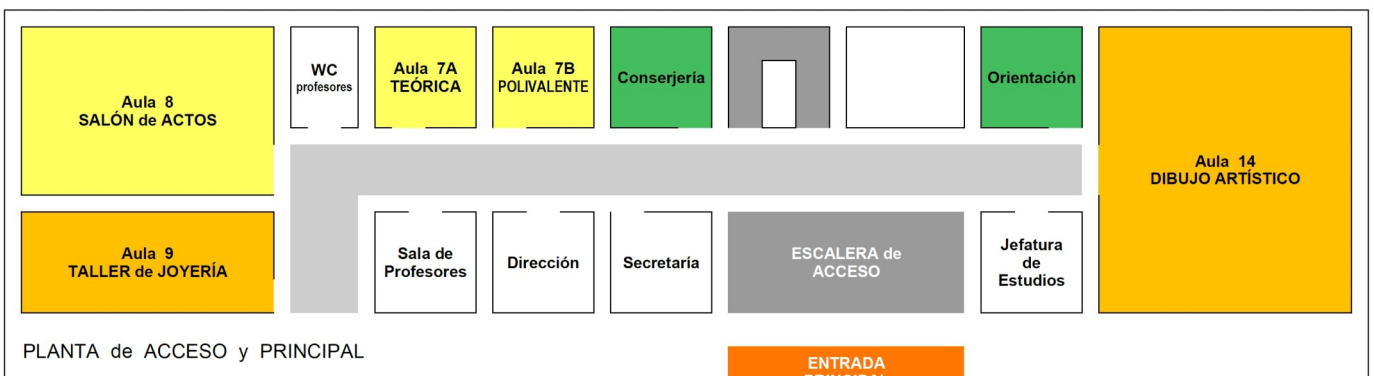 Aula 8
SALÓN de ACTOS
WC
profesores
Aula 7A
TEÓRICA
Aula 7B
POLIVALENTE
Conserjería
Orientación
Aula 14
DIBUJO ARTÍSTICO
Aula 9
TALLER de JOYERÍA
Sala de
Profesores
Dirección
Secretaría
ESCALERA de
ACCESO
Jefatura
de
Estudios
PLANTA de ACCESO y PRINCIPAL
ENTRADA
PRINCIPAL